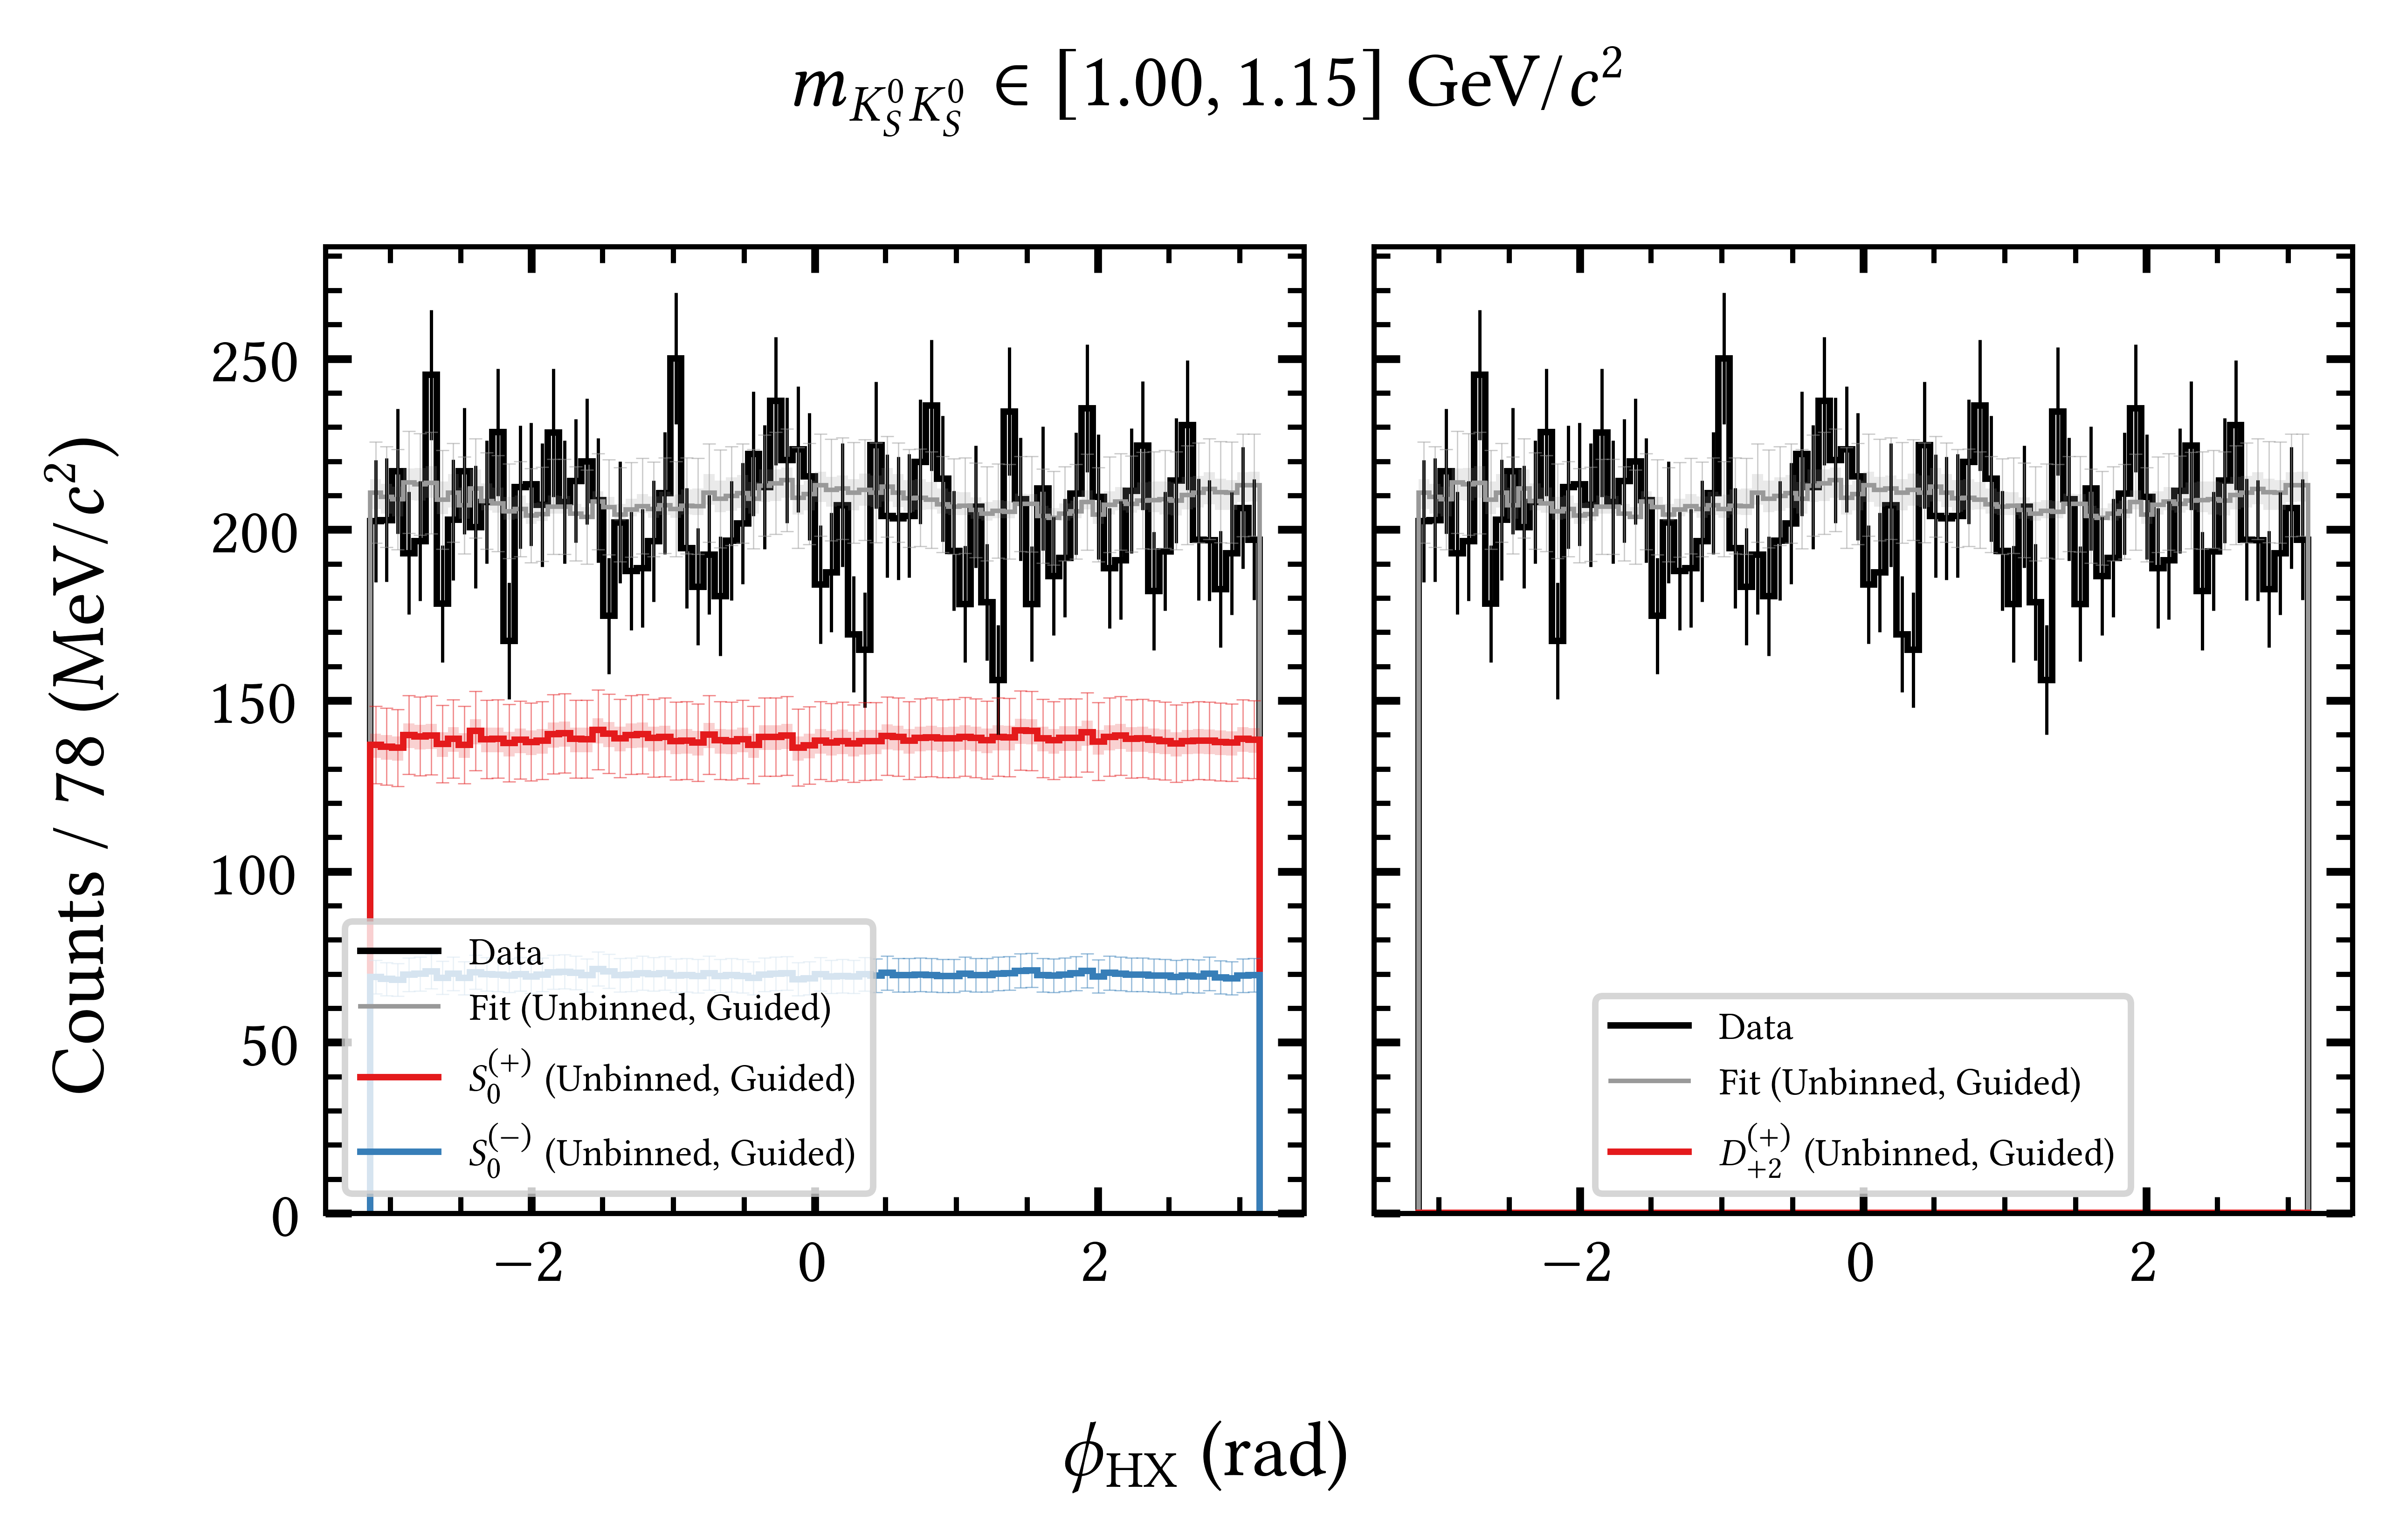 m_{K_S^0 K_S^0} ∈ [1.00, 1.15] GeV/c²
Counts / 78 (MeV/c²)
250
200
150
100
50
0
Data
Fit (Unbinned, Guided)
S_0^{(+)} (Unbinned, Guided)
S_0^{(−)} (Unbinned, Guided)
Data
Fit (Unbinned, Guided)
D_{+2}^{(+)} (Unbinned, Guided)
−2 0 2
−2 0 2
ϕ_{HX} (rad)